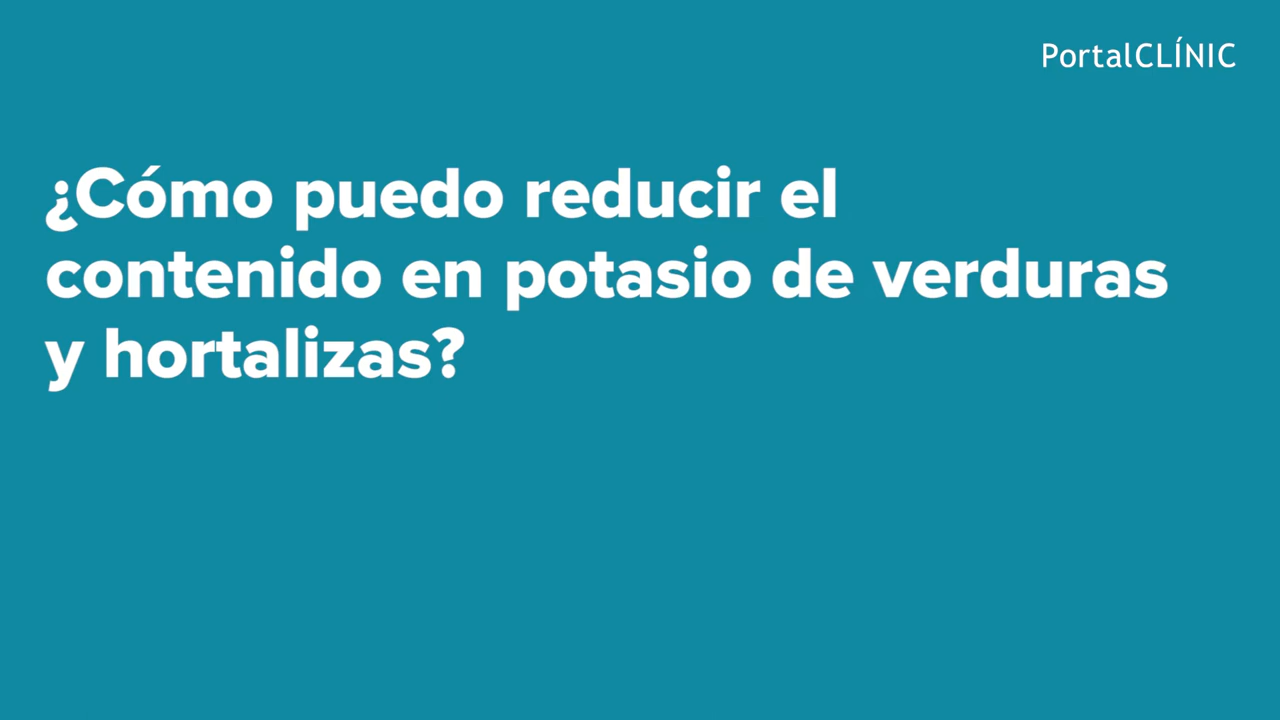 PortalCLÍNIC
¿Cómo puedo reducir el
contenido en potasio de verduras
y hortalizas?